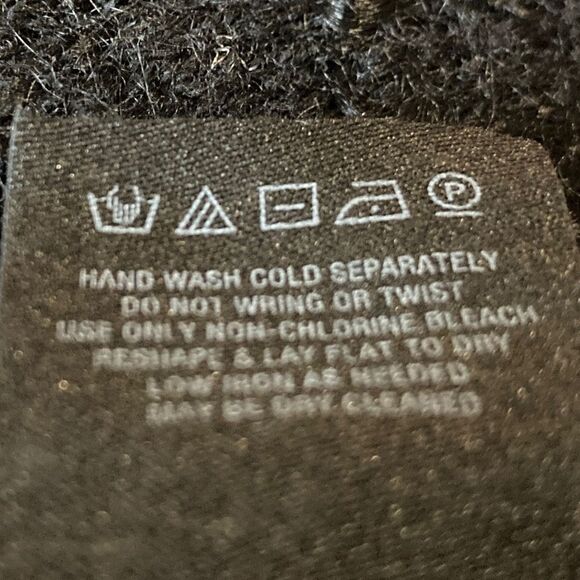 P
HAND WASH COLD SEPARATELY
DO NOT WRING OR TWIST
USE ONLY NON-CHLORINE BLEACH
RESHAPE & LAY FLAT TO DRY
LOW IRON AS NEEDED
MAY BE DRY CLEANED